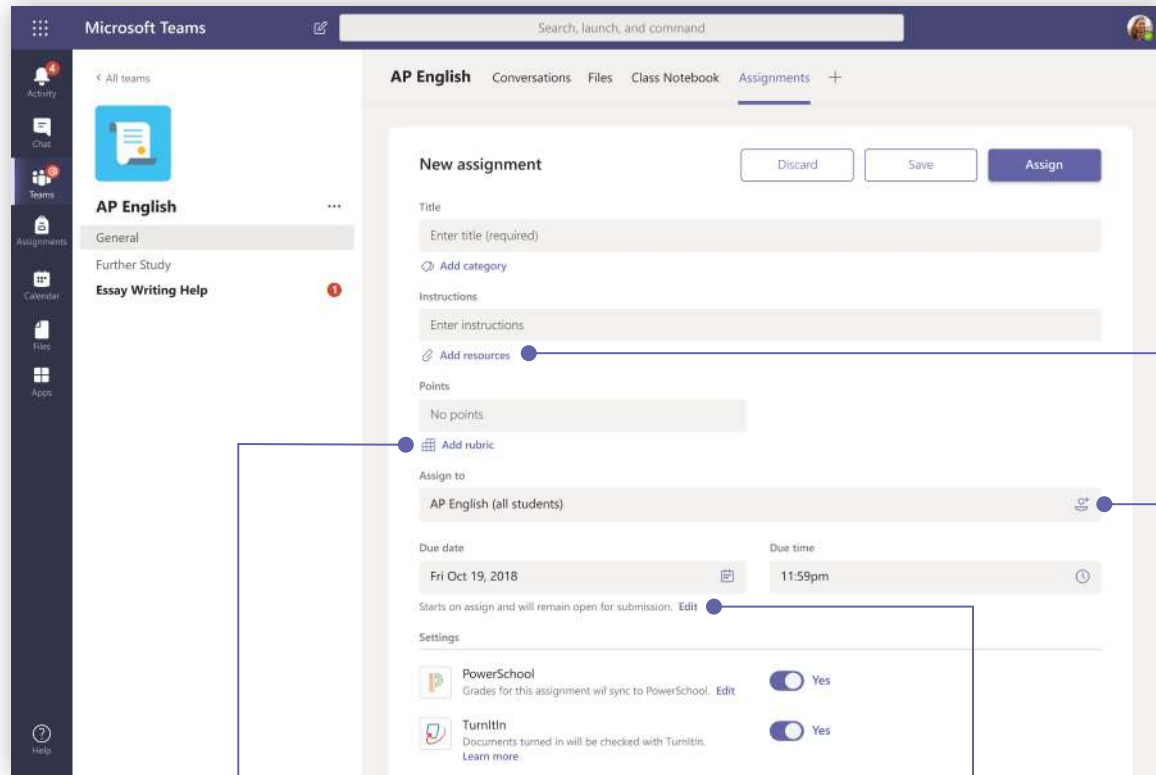 Microsoft Teams
Search, launch, and command
4
Activity
Chat
3
Teams
Assignments
Calendar
Files
Apps
Help
< All teams
AP English
...
General
Further Study
Essay Writing Help
1
AP English Conversations Files Class Notebook Assignments +
New assignment
Discard Save Assign
Title
Enter title (required)
Add category
Instructions
Enter instructions
Add resources
Points
No points
Add rubric
Assign to
AP English (all students)
Due date Due time
Fri Oct 19, 2018 11:59pm
Starts on assign and will remain open for submission. Edit
Settings
PowerSchool
Grades for this assignment wil sync to PowerSchool. Edit
Yes
TurnItIn
Documents turned in will be checked with TurnItIn.
Learn more
Yes